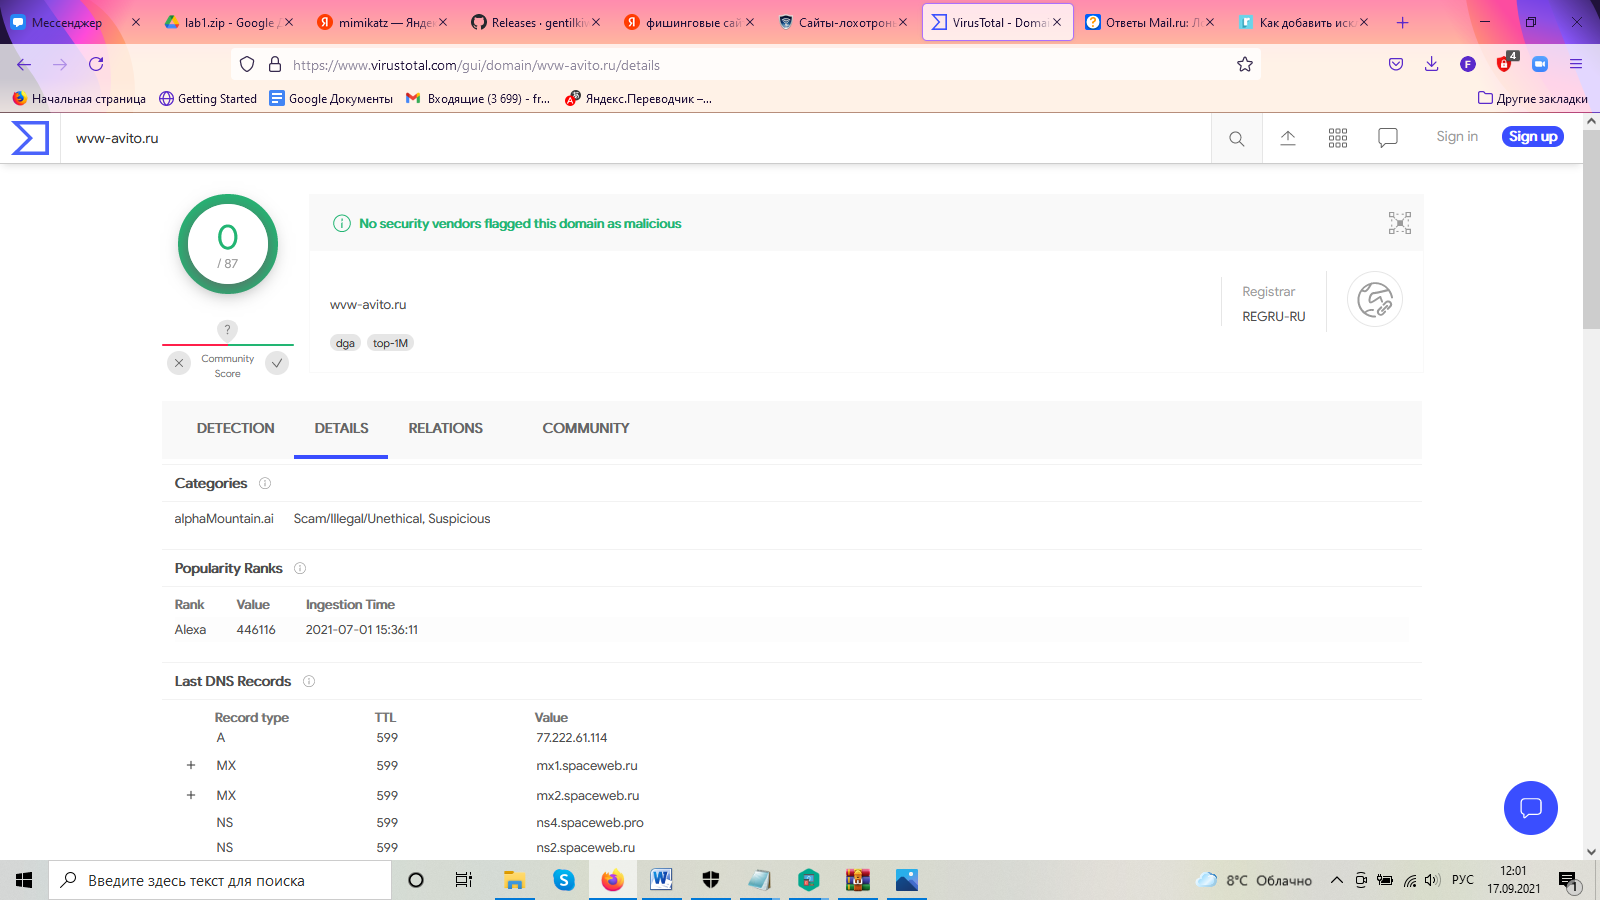 Мессенджер
lab1.zip - Google Д
mimikatz — Янде
Releases · gentilki
фишинговые сай
Сайты-лохотрон
VirusTotal - Domai
Ответы Mail.ru: Л
Как добавить иск
https://www.virustotal.com/gui/domain/wvw-avito.ru/details
4
Начальная страница
Getting Started
Google Документы
Входящие (3 699) - fr...
Яндекс.Переводчик –...
Другие закладки
wvw-avito.ru
Sign in
Sign up
0
/ 87
?
Community
Score
No security vendors flagged this domain as malicious
wvw-avito.ru
dga top-1M
Registrar
REGRU-RU
DETECTION DETAILS RELATIONS COMMUNITY
Categories
alphaMountain.ai Scam/Illegal/Unethical, Suspicious
Popularity Ranks
Rank Value Ingestion Time
Alexa 446116 2021-07-01 15:36:11
Last DNS Records
Record type TTL Value
A 599 77.222.61.114
+ MX 599 mx1.spaceweb.ru
+ MX 599 mx2.spaceweb.ru
NS 599 ns4.spaceweb.pro
NS 599 ns2.spaceweb.ru
Введите здесь текст для поиска
8°C Облачно
РУС
12:01
17.09.2021
1